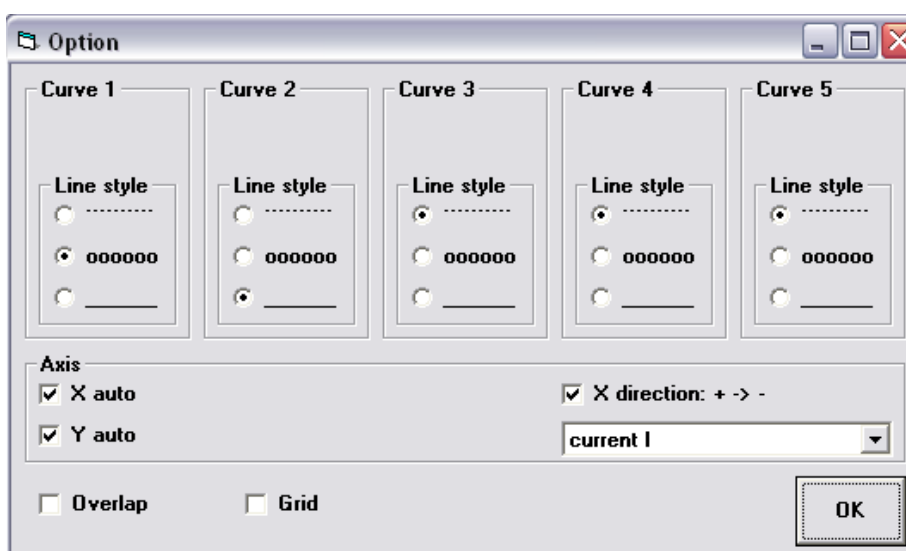 Option
Curve 1 Curve 2 Curve 3 Curve 4 Curve 5
Line style Line style Line style Line style Line style
--------- --------- --------- --------- ---------
oooooo oooooo oooooo oooooo oooooo
______ ______ ______ ______ ______
Axis
X auto X direction: + -> -
Y auto current I
Overlap Grid OK